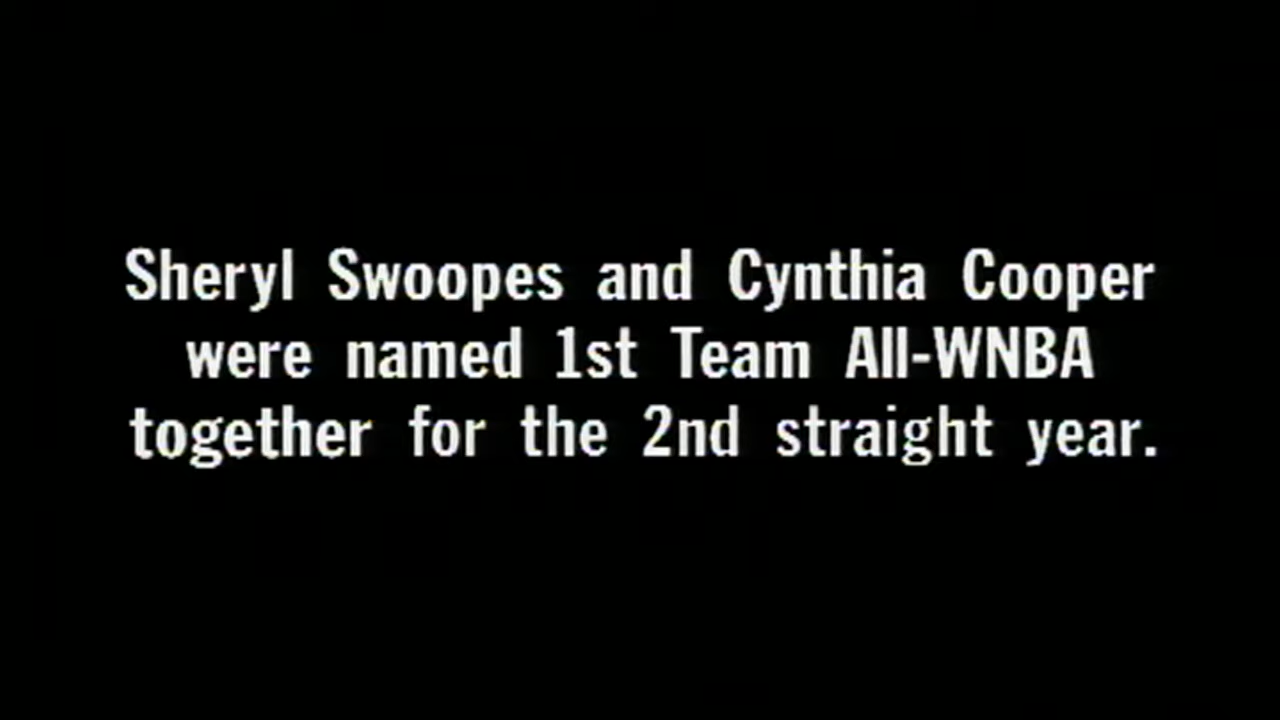 Sheryl Swoopes and Cynthia Cooper
were named 1st Team All-WNBA
together for the 2nd straight year.